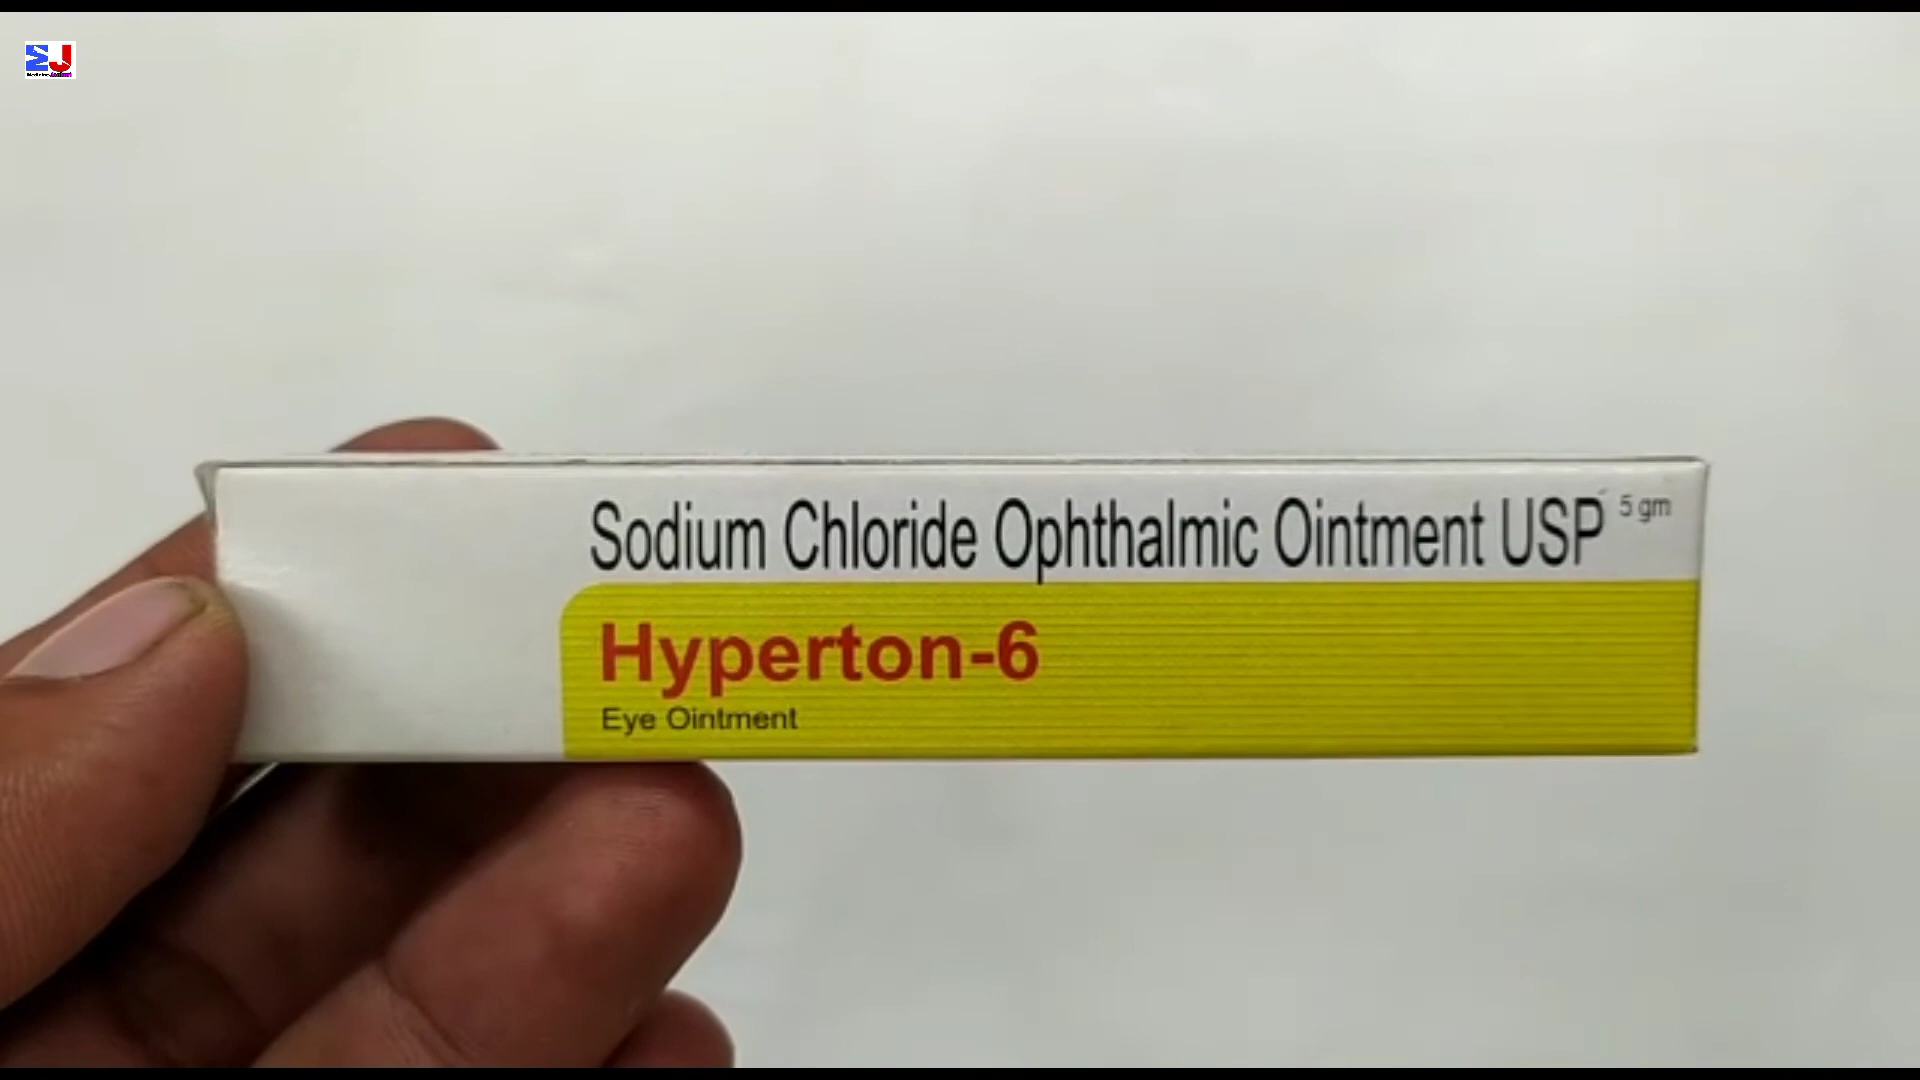 Sodium Chloride Ophthalmic Ointment USP 5 gm
Hyperton-6
Eye Ointment